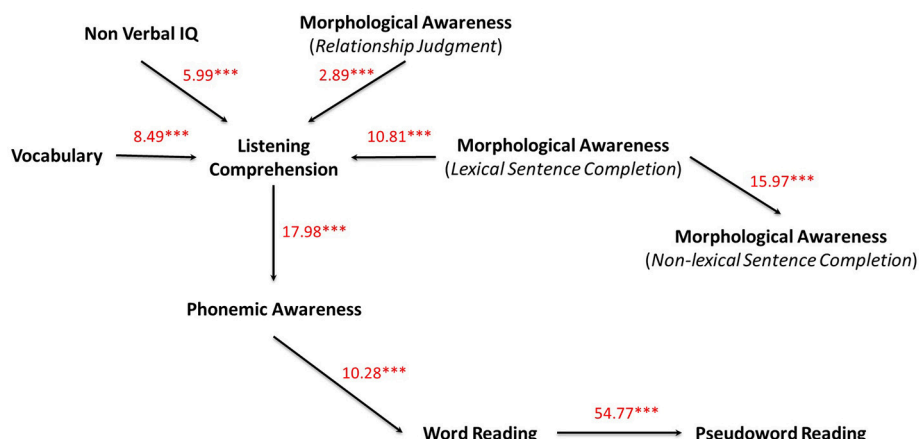 Non Verbal IQ
Morphological Awareness
(Relationship Judgment)
5.99***
2.89***
Vocabulary
8.49***
Listening
Comprehension
10.81***
Morphological Awareness
(Lexical Sentence Completion)
15.97***
17.98***
Morphological Awareness
(Non-lexical Sentence Completion)
Phonemic Awareness
10.28***
Word Reading
54.77***
Pseudoword Reading